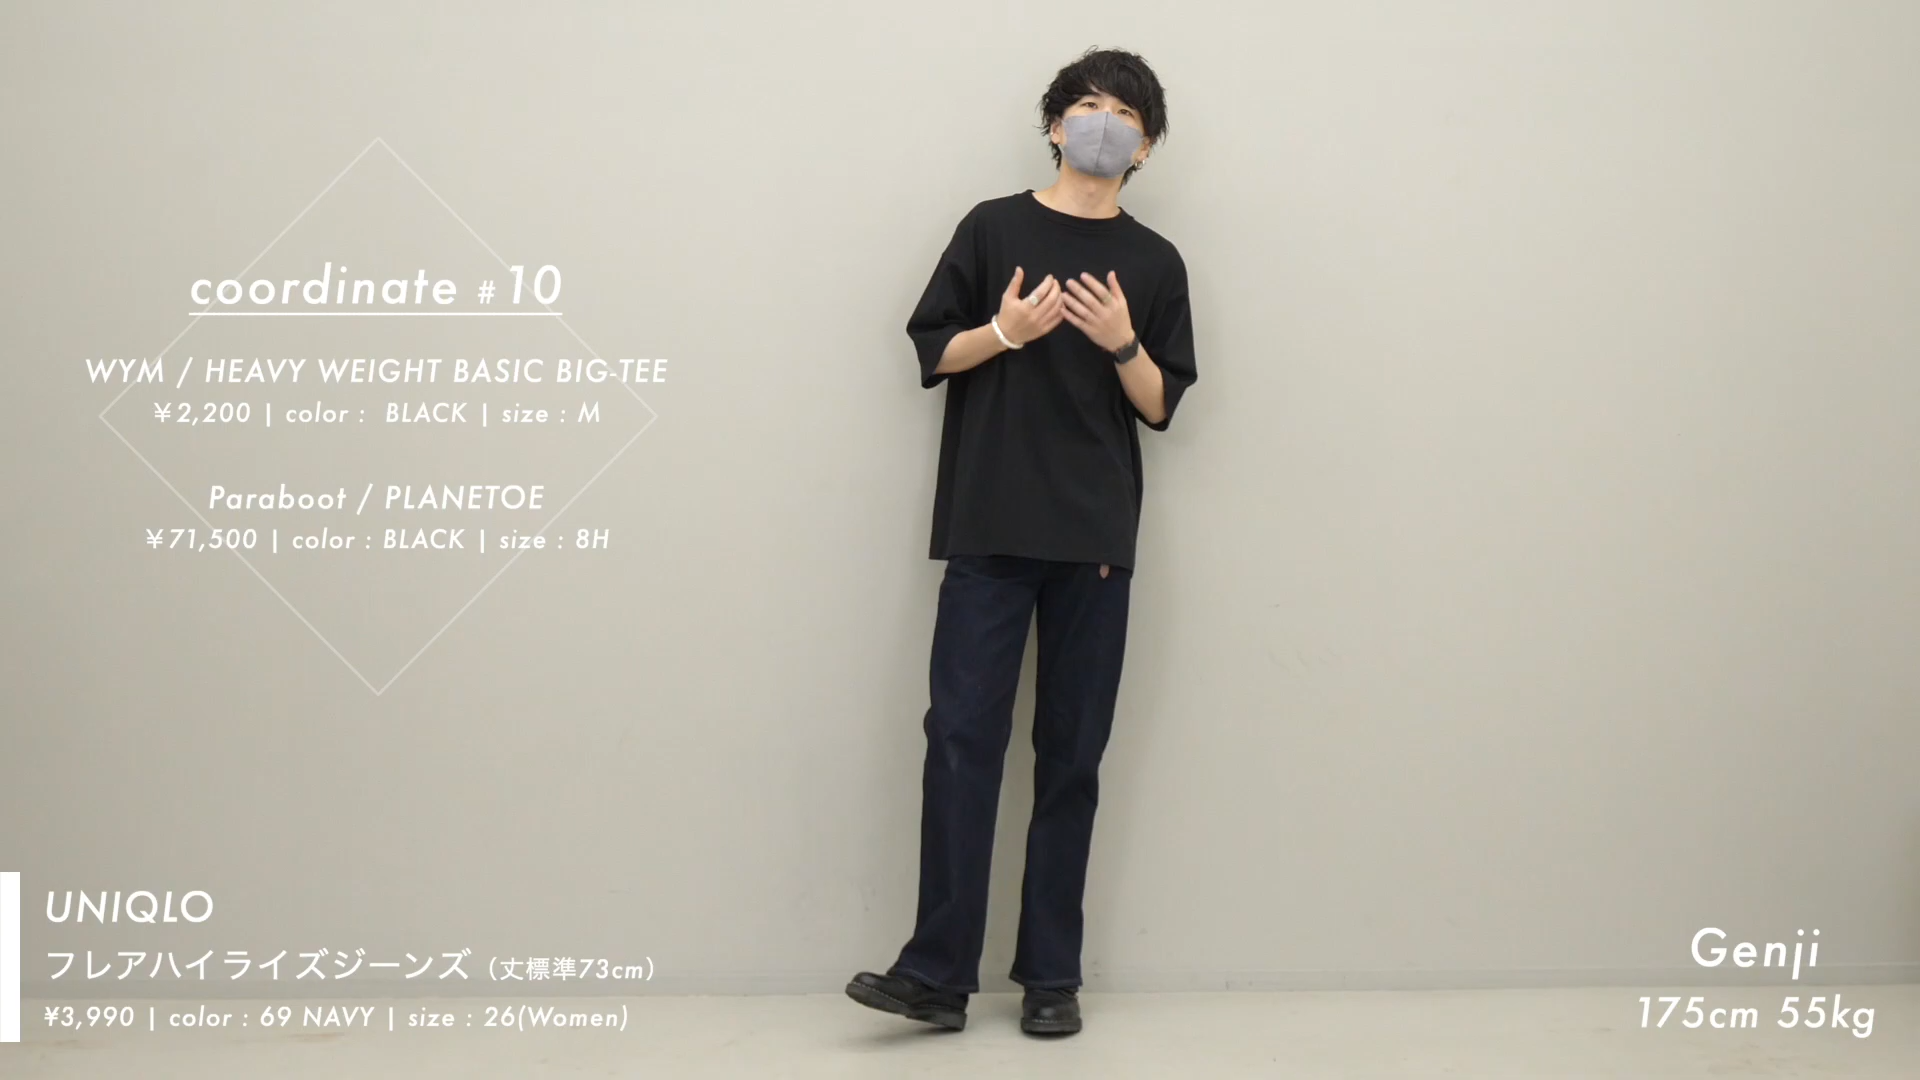 coordinate #10
WYM / HEAVY WEIGHT BASIC BIG-TEE
¥2,200 | color : BLACK | size : M
Paraboot / PLANETOE
¥71,500 | color : BLACK | size : 8H
UNIQLO
フレアハイライズジーンズ（丈標準73cm）
¥3,990 | color : 69 NAVY | size : 26(Women)
Genji
175cm 55kg